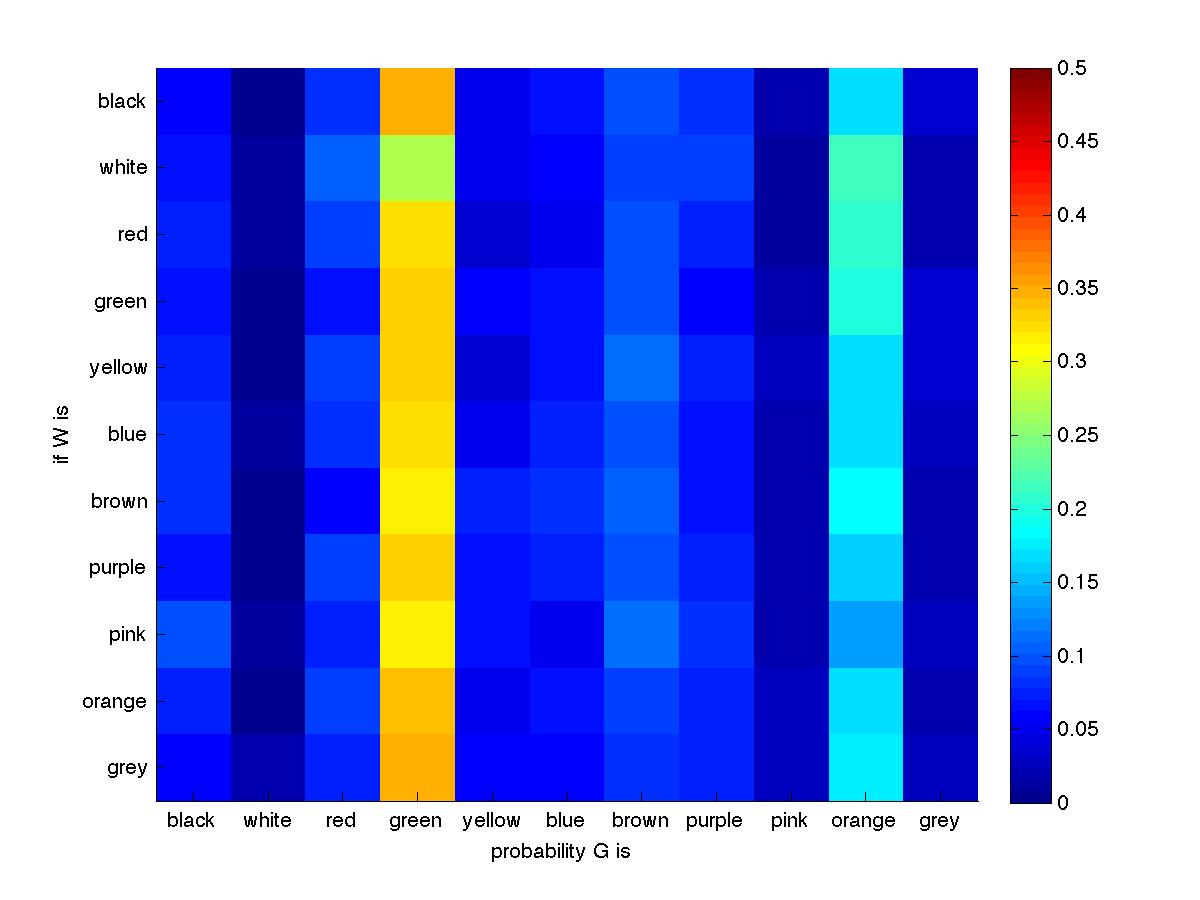 if W is
black
white
red
green
yellow
blue
brown
purple
pink
orange
grey
black white red green yellow blue brown purple pink orange grey
probability G is
0.5
0.45
0.4
0.35
0.3
0.25
0.2
0.15
0.1
0.05
0